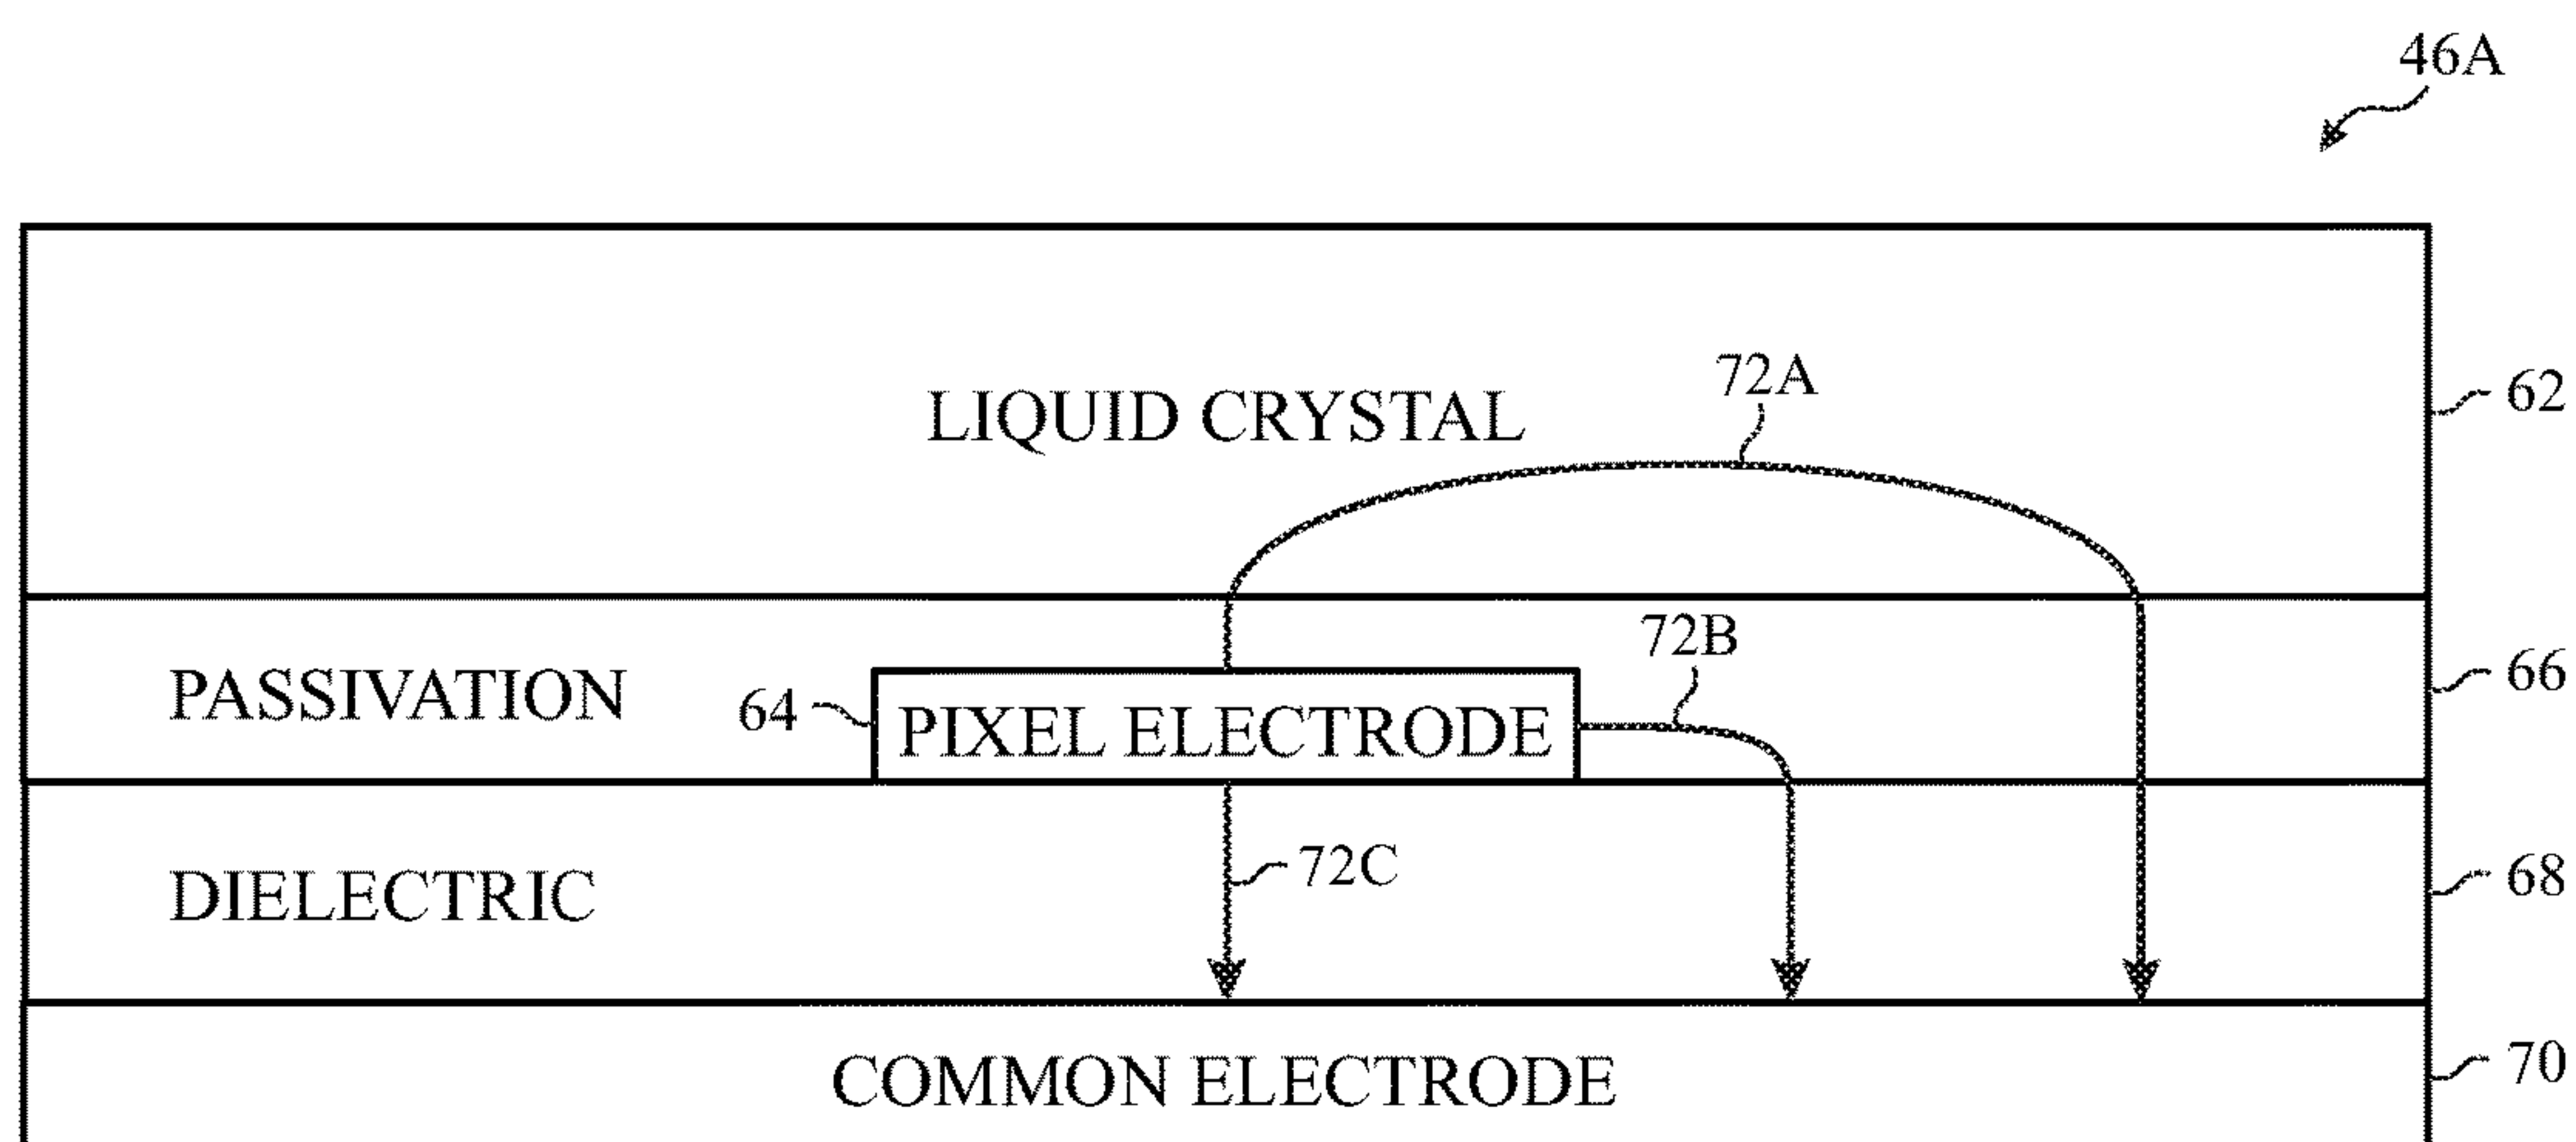 46A
LIQUID CRYSTAL
72A
62
PASSIVATION
64
PIXEL ELECTRODE
72B
66
DIELECTRIC
72C
68
COMMON ELECTRODE
70